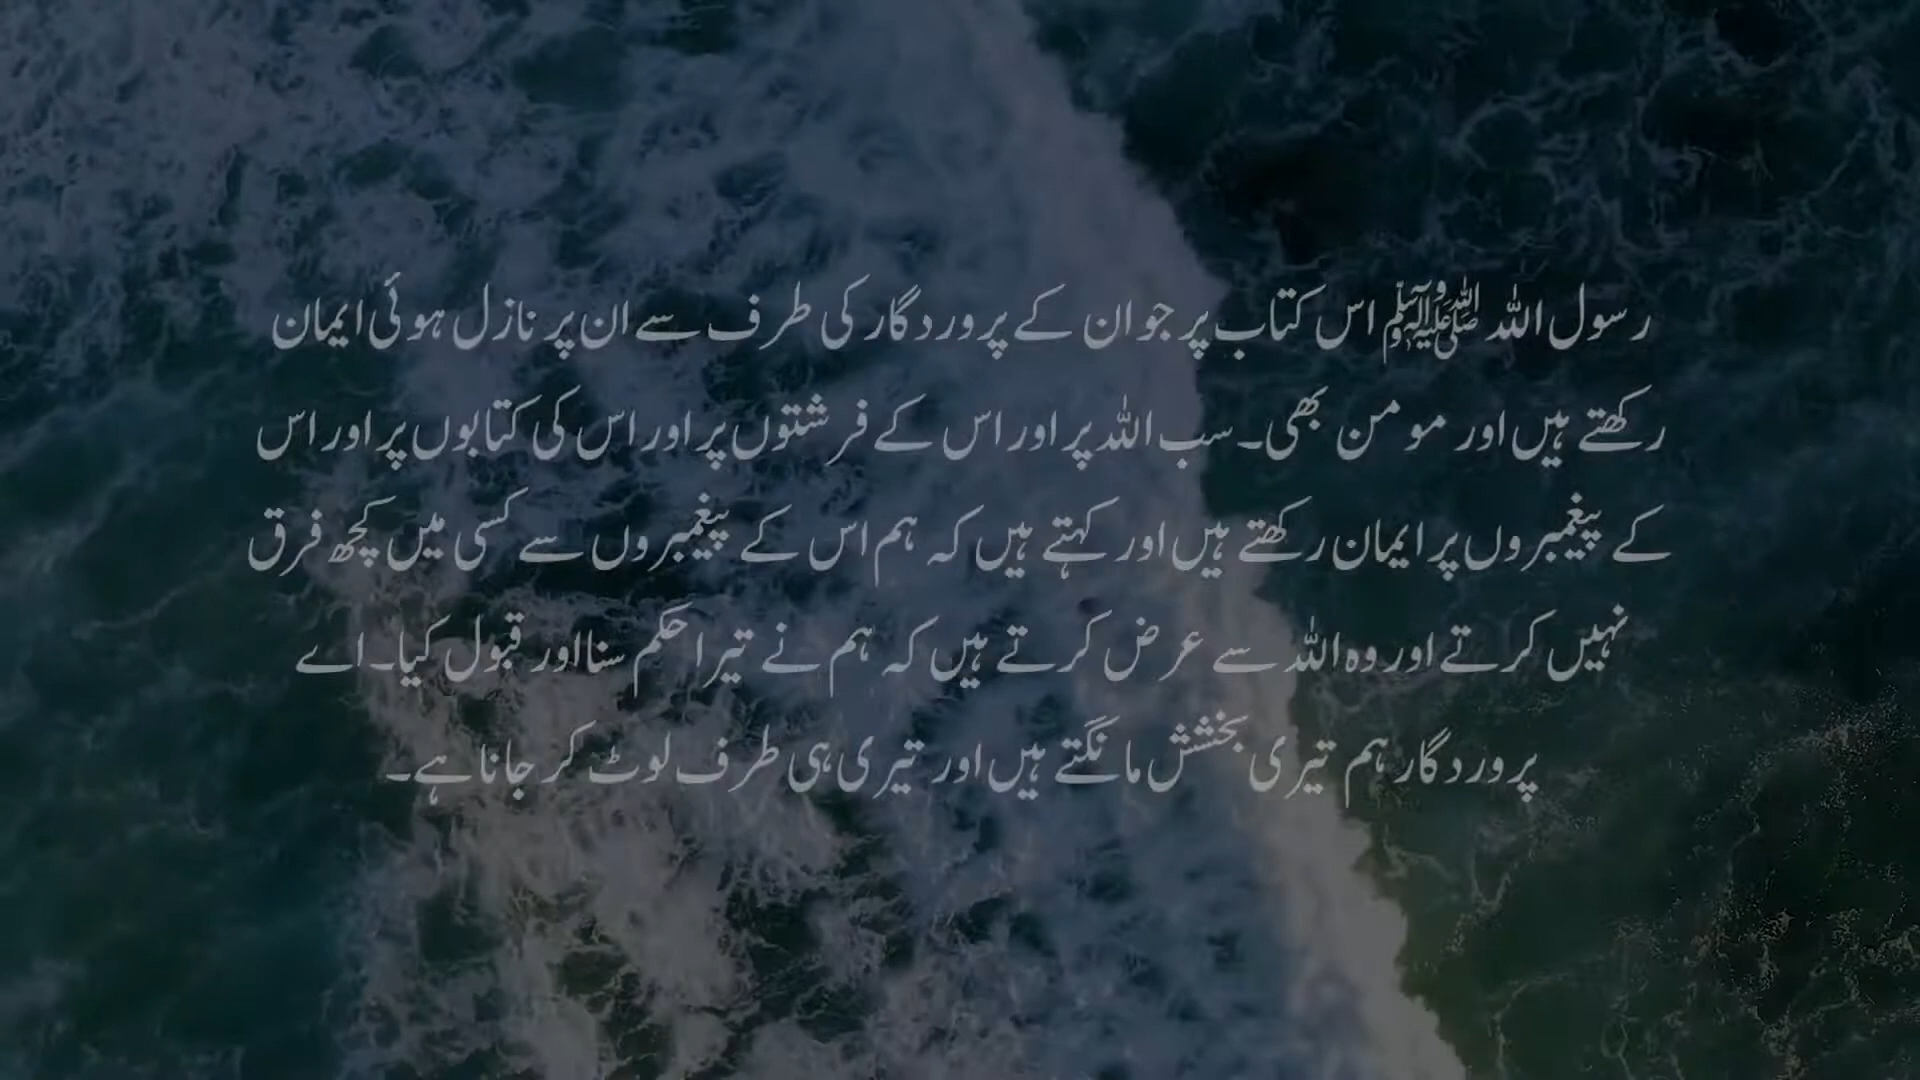 رسول اللہ ﷺ اس کتاب پر جو ان کے پروردگار کی طرف سے ان پر نازل ہوئی ایمان
رکھتے ہیں اور مومن بھی۔ سب اللہ پر اور اس کے فرشتوں پر اور اس کی کتابوں پر اور اس
کے پیغمبروں پر ایمان رکھتے ہیں اور کہتے ہیں کہ ہم اس کے پیغمبروں سے کسی میں کچھ فرق
نہیں کرتے اور وہ اللہ سے عرض کرتے ہیں کہ ہم نے تیرا حکم سنا اور قبول کیا۔ اے
پروردگار ہم تیری بخشش مانگتے ہیں اور تیری ہی طرف لوٹ کر جانا ہے۔